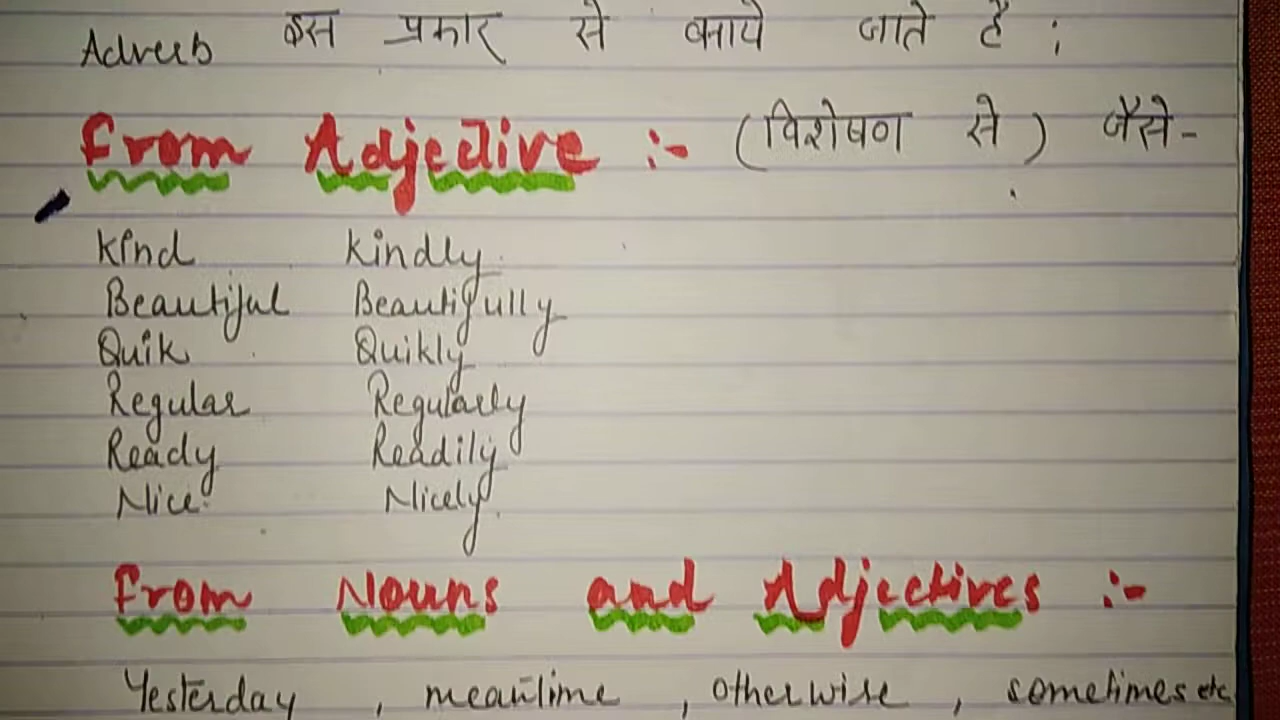 Adverb इस प्रकार से बनाये जाते हैं ;
From Adjective :- (विशेषण से) जैसे-
Kind Kindly
Beautiful Beautifully
Quik Quikly
Regular Regularly
Ready Readily
Nice Nicely
From Nouns and Adjectives :-
Yesterday , meantime , otherwise , sometimes etc